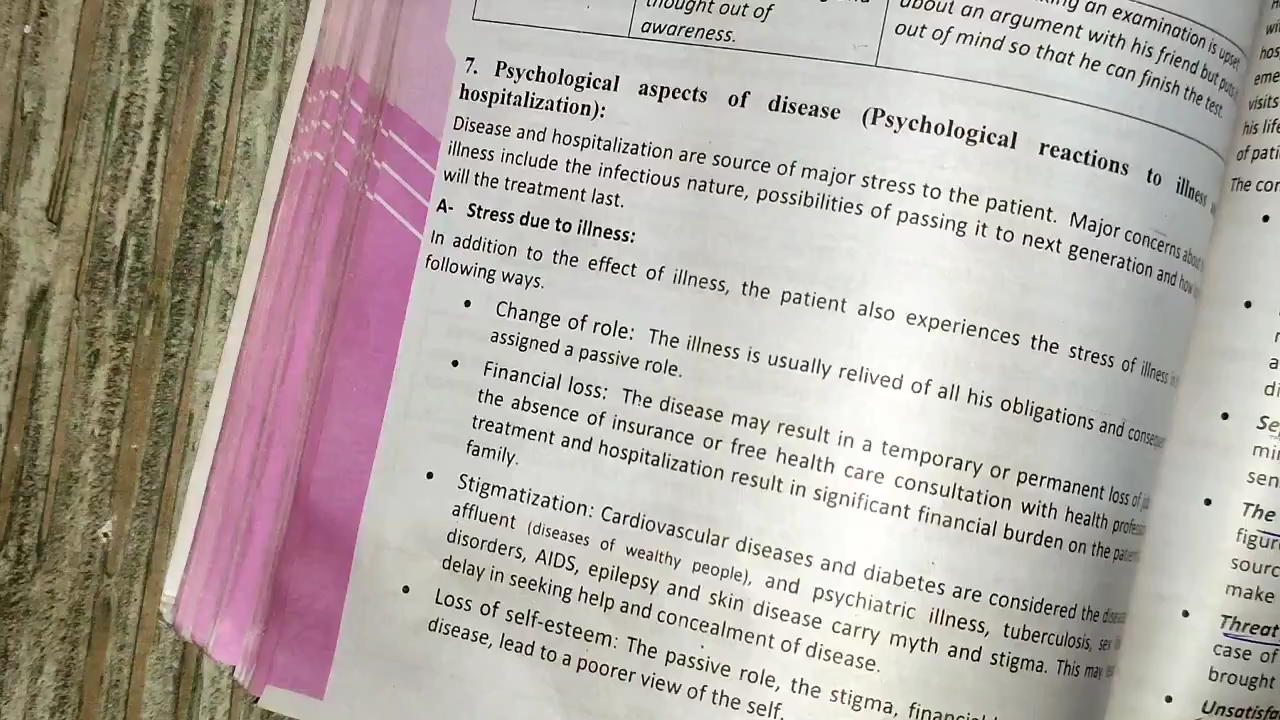 thought out of
awareness.
an examination is upset
about an argument with his friend but puts
out of mind so that he can finish the test.
7. Psychological aspects of disease (Psychological reactions to illness
hospitalization):
Disease and hospitalization are source of major stress to the patient. Major concerns about
illness include the infectious nature, possibilities of passing it to next generation and how
will the treatment last.
A- Stress due to illness:
In addition to the effect of illness, the patient also experiences the stress of illness
following ways.
• Change of role: The illness is usually relived of all his obligations and
assigned a passive role.
• Financial loss: The disease may result in a temporary or permanent loss of
the absence of insurance or free health care consultation with health
treatment and hospitalization result in significant financial burden on the
family.
• Stigmatization: Cardiovascular diseases and diabetes are considered the
affluent (diseases of wealthy people), and psychiatric illness, tuberculosis,
disorders, AIDS, epilepsy and skin disease carry myth and stigma. This may
delay in seeking help and concealment of disease.
• Loss of self-esteem: The passive role, the stigma,
disease, lead to a poorer view of the self.
visits
his
of
The
•
•
•
• The
make
• Threat
case of
brought
•